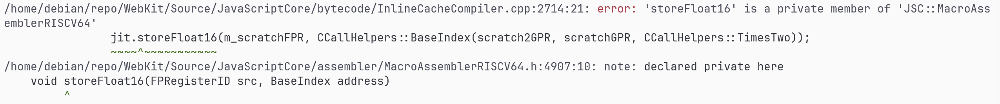 /home/debian/repo/WebKit/Source/JavaScriptCore/bytecode/InlineCacheCompiler.cpp:2714:21: error: 'storeFloat16' is a private member of 'JSC::MacroAss
emblerRISCV64'
                jit.storeFloat16(m_scratchFPR, CCallHelpers::BaseIndex(scratch2GPR, scratchGPR, CCallHelpers::TimesTwo));
                ~~~~^~~~~~~~~~~~
/home/debian/repo/WebKit/Source/JavaScriptCore/assembler/MacroAssemblerRISCV64.h:4907:10: note: declared private here
    void storeFloat16(FPRegisterID src, BaseIndex address)
         ^